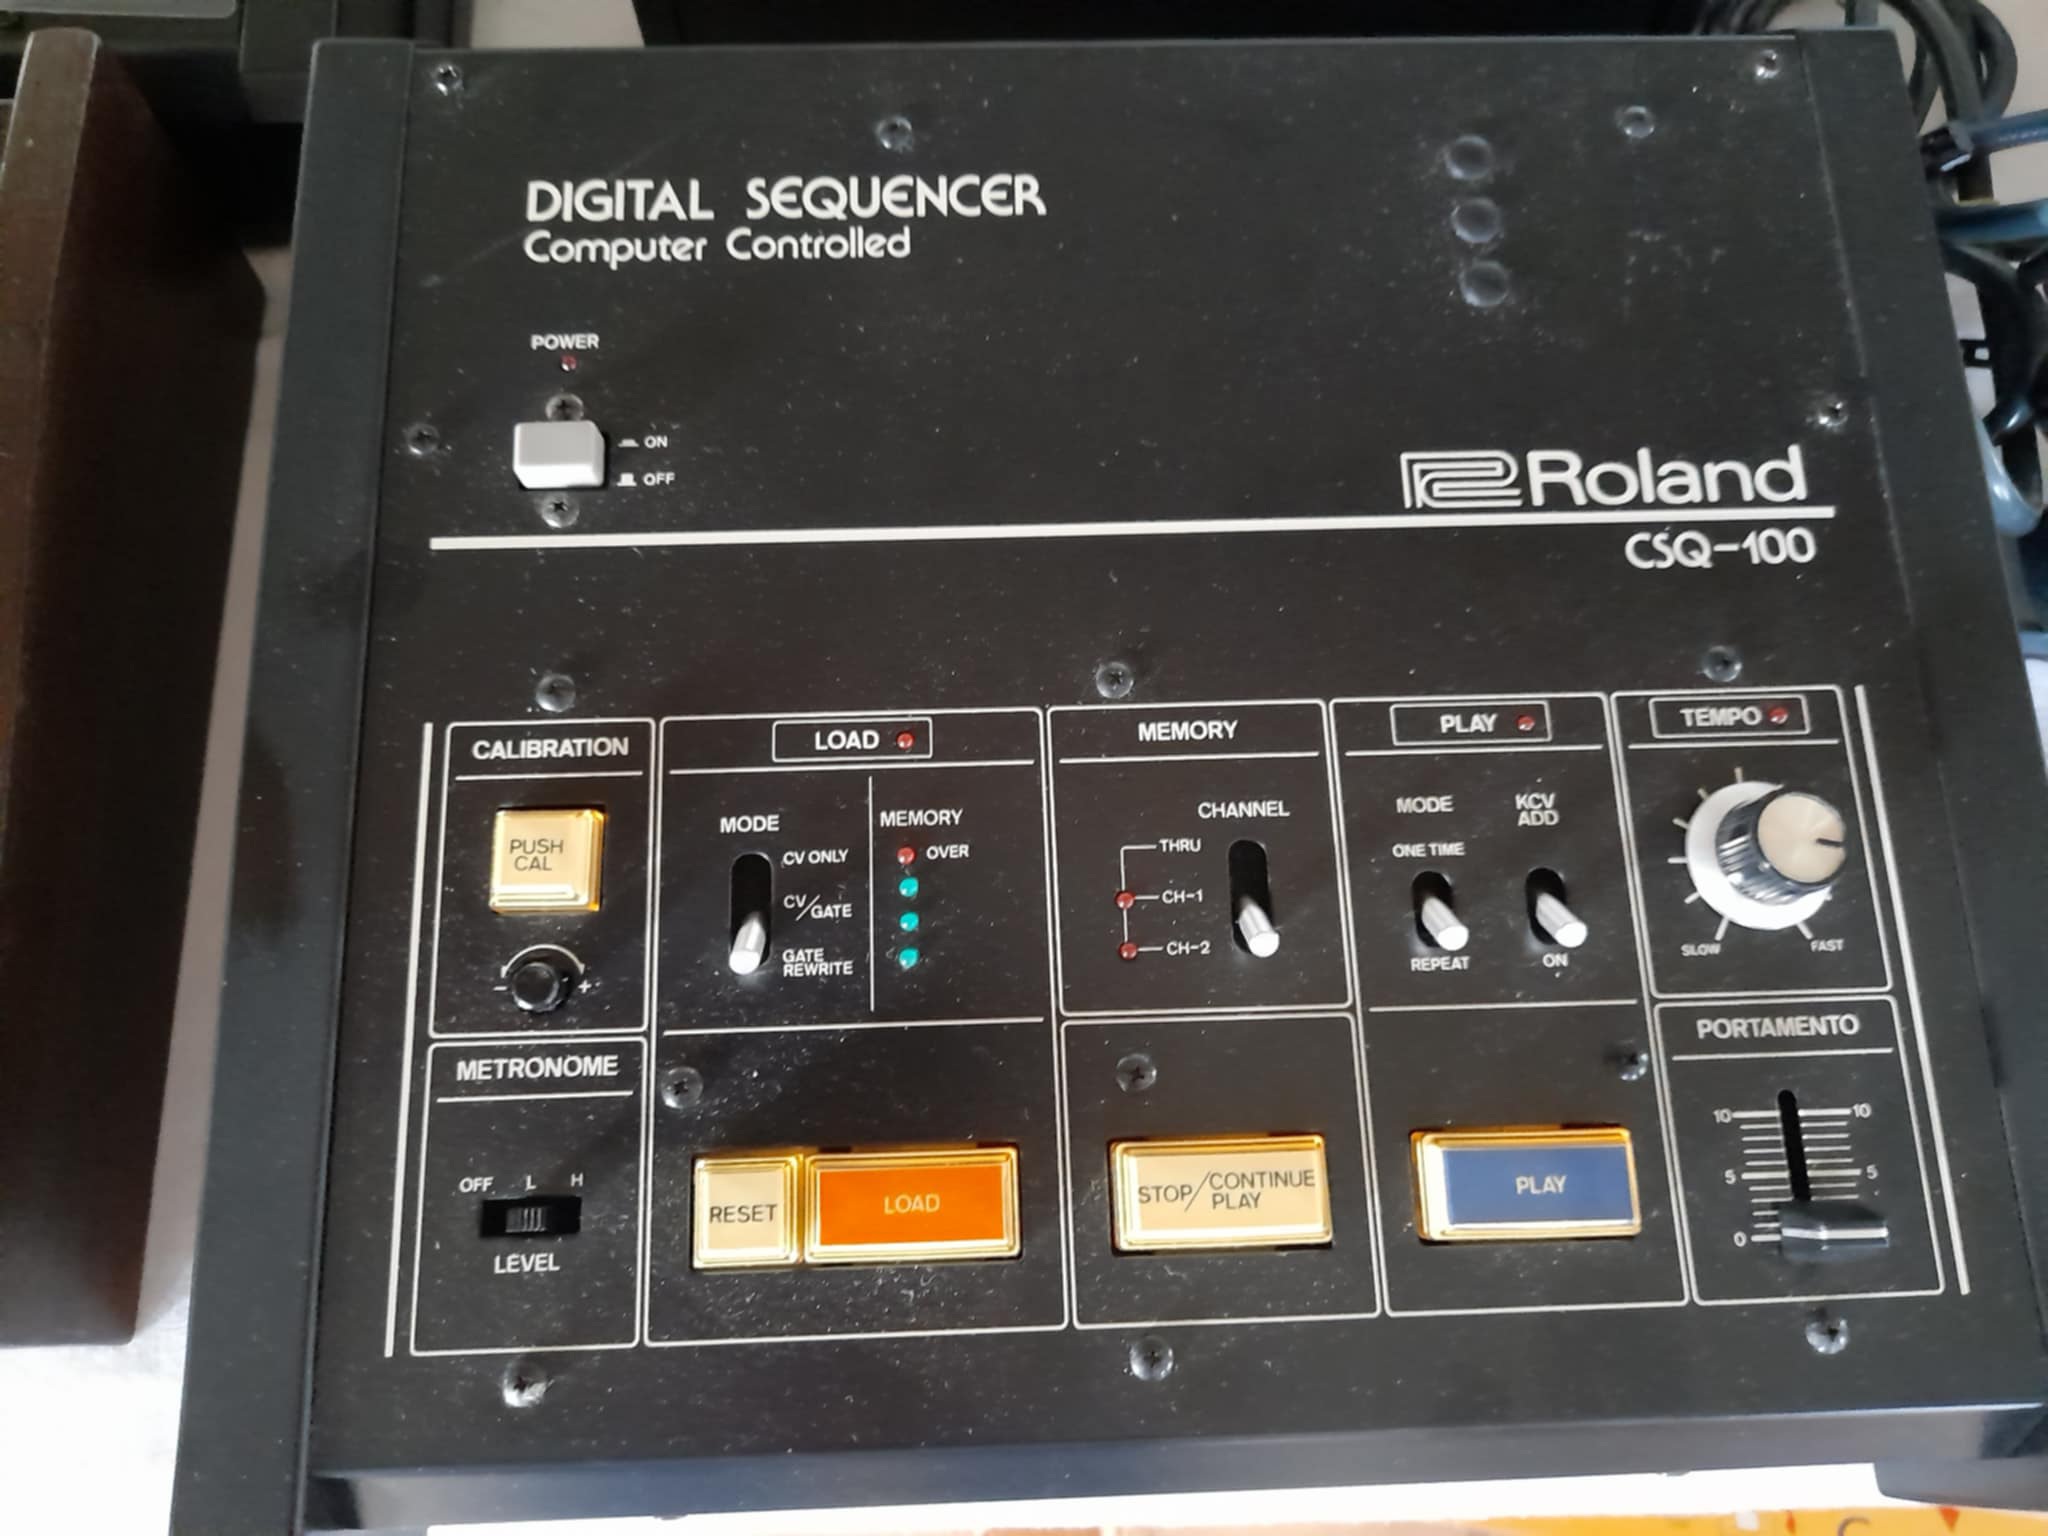 DIGITAL SEQUENCER
Computer Controlled
POWER
ON
OFF
Roland
CSQ-100
CALIBRATION
PUSH
CAL
- +
METRONOME
OFF L H
LEVEL
LOAD
MODE
CV ONLY
CV/GATE
GATE
REWRITE
MEMORY
OVER
RESET
LOAD
MEMORY
CHANNEL
THRU
CH-1
CH-2
STOP/CONTINUE
PLAY
PLAY
MODE
ONE TIME
REPEAT
KCV
ADD
ON
PLAY
TEMPO
SLOW FAST
PORTAMENTO
10 10
5 5
0